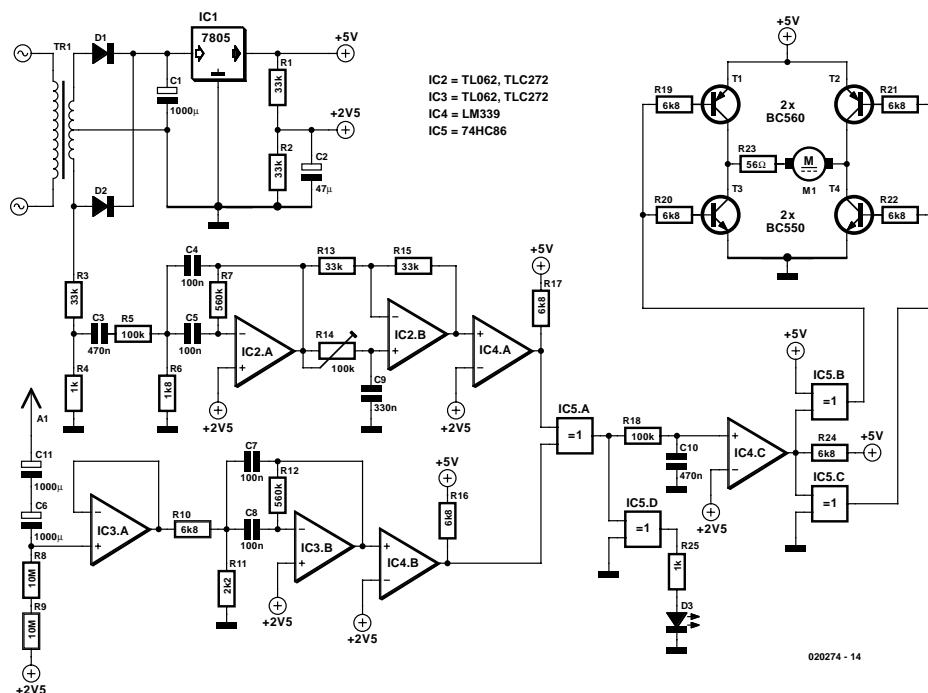 IC1
TR1
D1
7805
+5V
C1
1000µ
R1
33k
+2V5
R2
33k
C2
47µ
D2
IC2 = TL062, TLC272
IC3 = TL062, TLC272
IC4 = LM339
IC5 = 74HC86
+5V
T1
T2
R19
6k8
2x
BC560
R21
6k8
R23
56Ω
M
M1
T3
T4
R20
6k8
2x
BC550
R22
6k8
R3
33k
C3
470n
R5
100k
C4
100n
R7
560k
C5
100n
R4
1k
R6
1k8
IC2.A
+2V5
R13
33k
R15
33k
R14
100k
C9
330n
IC2.B
IC4.A
+2V5
+5V
R17
6k8
A1
C11
1000µ
C6
1000µ
R8
10M
R9
10M
+2V5
IC3.A
R10
6k8
C7
100n
R12
560k
C8
100n
R11
2k2
IC3.B
+2V5
IC4.B
+2V5
+5V
R16
6k8
IC5.A
=1
R18
100k
C10
470n
IC5.D
=1
R25
1k
D3
IC4.C
+2V5
+5V
IC5.B
=1
R24
6k8
+5V
IC5.C
=1
020274 - 14